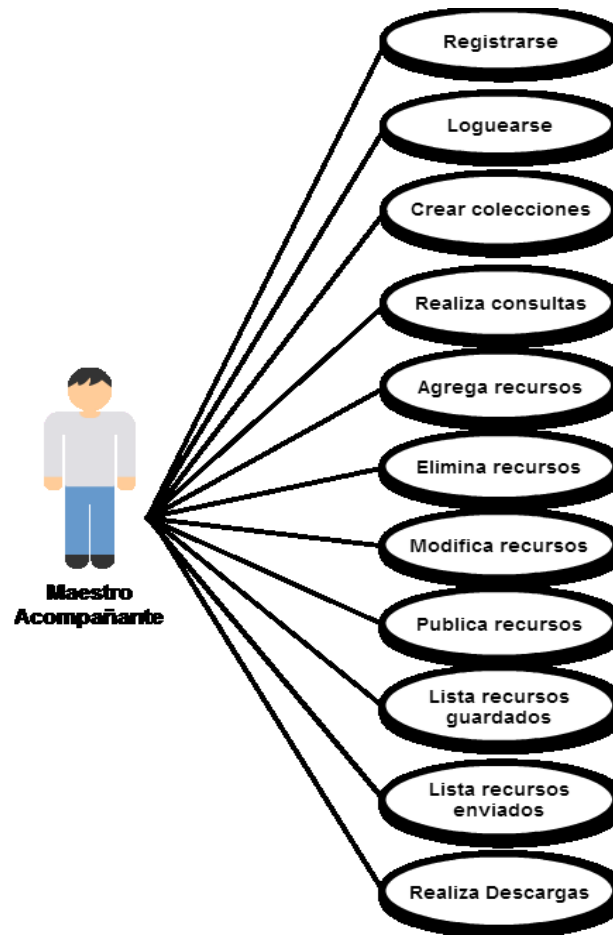 Registrarse
Loguearse
Crear colecciones
Realiza consultas
Agrega recursos
Elimina recursos
Modifica recursos
Publica recursos
Lista recursos
guardados
Lista recursos
enviados
Realiza Descargas
Maestro
Acompañante